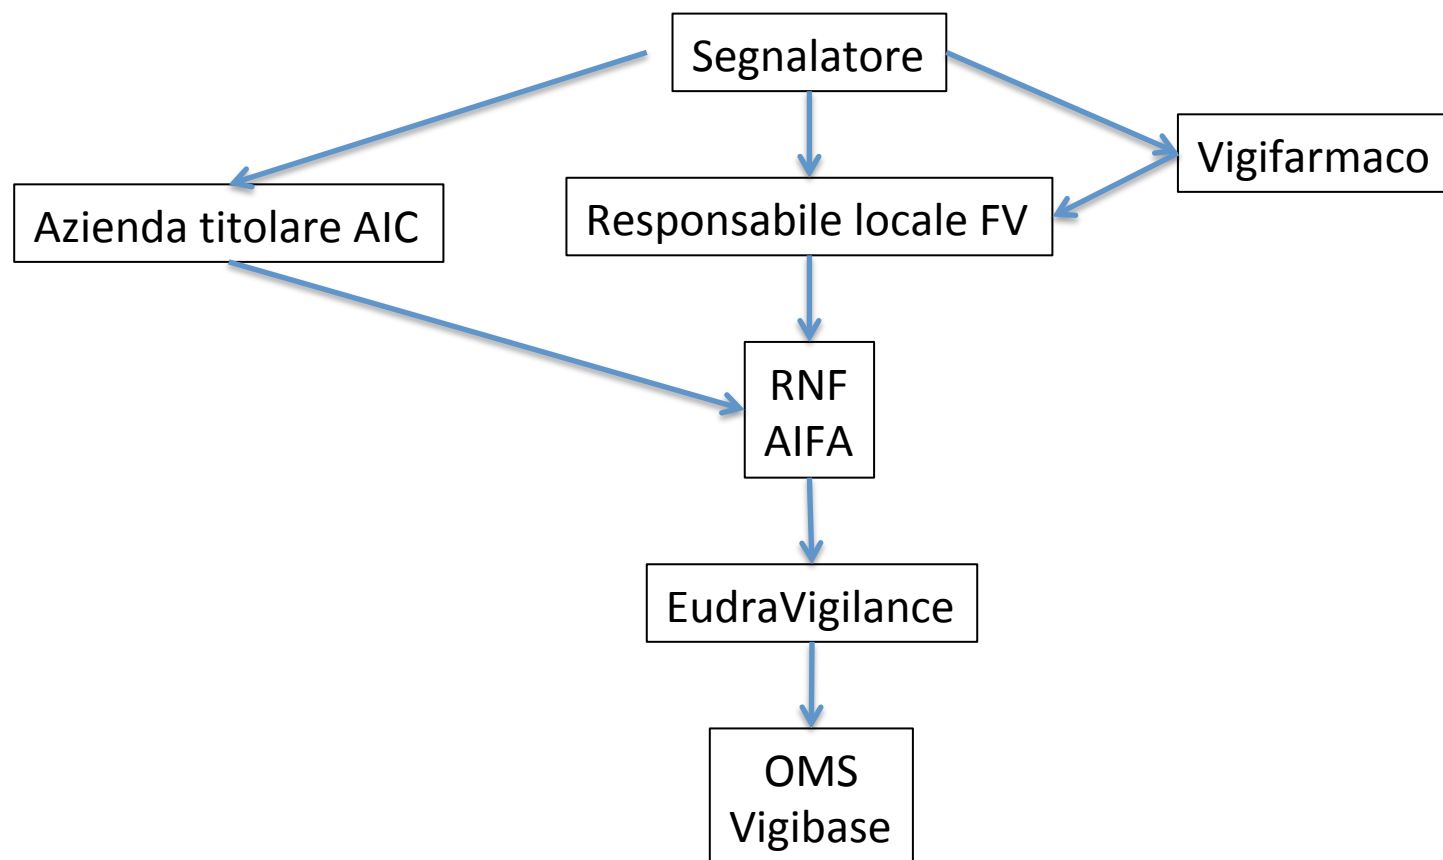 Segnalatore
Vigifarmaco
Azienda titolare AIC
Responsabile locale FV
RNF
AIFA
EudraVigilance
OMS
Vigibase